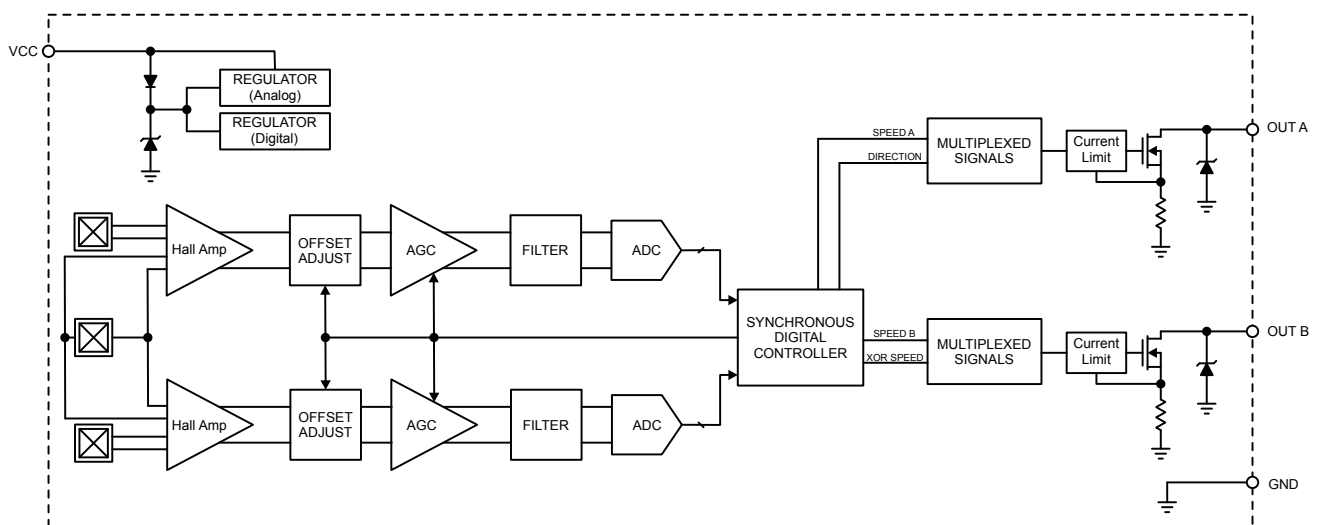 VCC
REGULATOR
(Analog)
REGULATOR
(Digital)
SPEED A
DIRECTION
MULTIPLEXED
SIGNALS
Current
Limit
OUT A
Hall Amp
OFFSET
ADJUST
AGC
FILTER
ADC
SYNCHRONOUS
DIGITAL
CONTROLLER
SPEED B
XOR SPEED
MULTIPLEXED
SIGNALS
Current
Limit
OUT B
Hall Amp
OFFSET
ADJUST
AGC
FILTER
ADC
GND